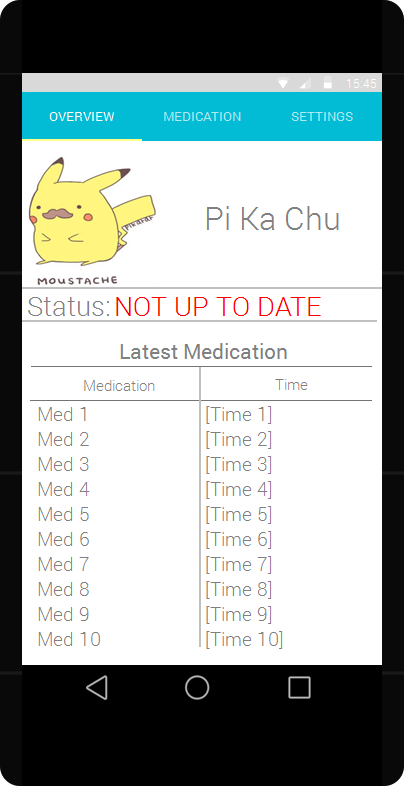 15:45
OVERVIEW MEDICATION SETTINGS
Pikarar
Pi Ka Chu
MOUSTACHE
Status: NOT UP TO DATE
Latest Medication
Medication Time
Med 1 [Time 1]
Med 2 [Time 2]
Med 3 [Time 3]
Med 4 [Time 4]
Med 5 [Time 5]
Med 6 [Time 6]
Med 7 [Time 7]
Med 8 [Time 8]
Med 9 [Time 9]
Med 10 [Time 10]